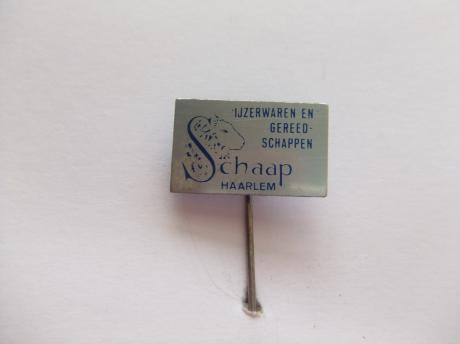 IJZERWAREN EN
GEREED-
SCHAPPEN
Schaap
HAARLEM